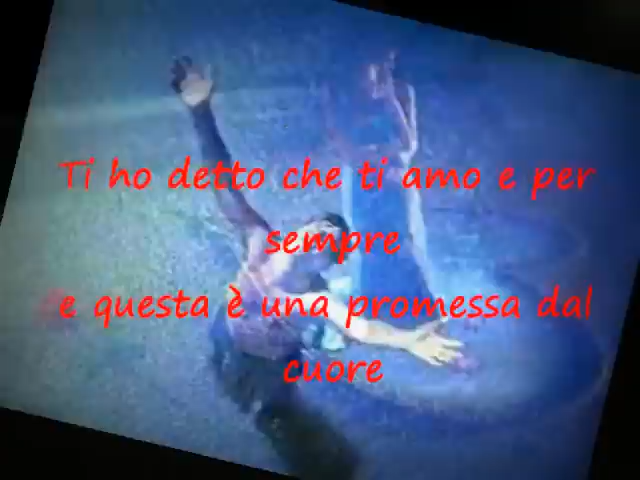 Ti ho detto che ti amo e per
sempre
e questa è una promessa dal
cuore